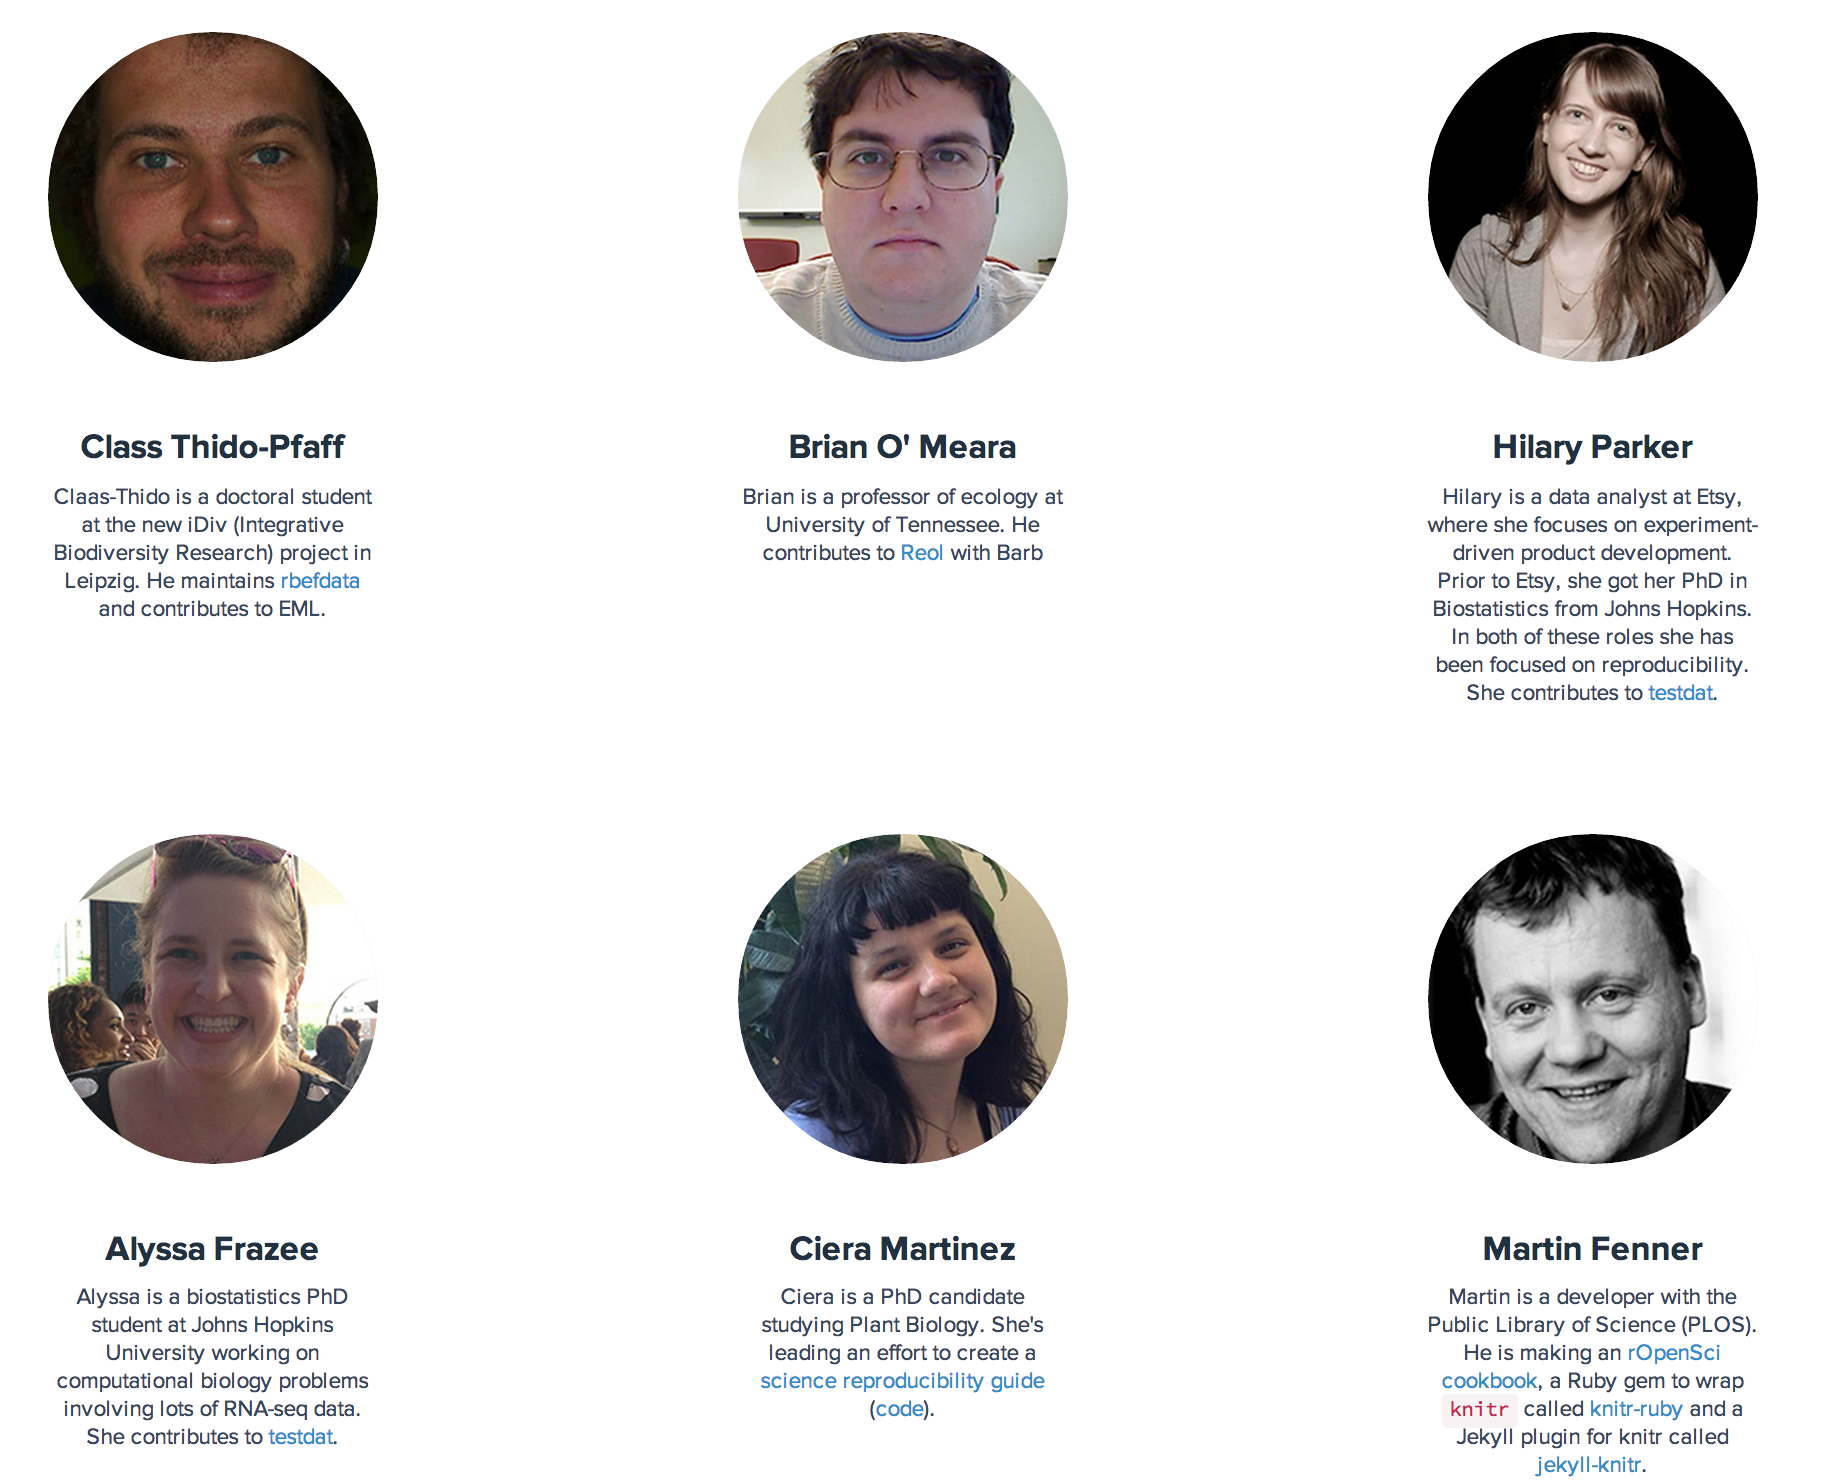 Class Thido-Pfaff
Claas-Thido is a doctoral student
at the new iDiv (Integrative
Biodiversity Research) project in
Leipzig. He maintains rbefdata
and contributes to EML.
Brian O' Meara
Brian is a professor of ecology at
University of Tennessee. He
contributes to Reol with Barb
Hilary Parker
Hilary is a data analyst at Etsy,
where she focuses on experiment-
driven product development.
Prior to Etsy, she got her PhD in
Biostatistics from Johns Hopkins.
In both of these roles she has
been focused on reproducibility.
She contributes to testdat.
Alyssa Frazee
Alyssa is a biostatistics PhD
student at Johns Hopkins
University working on
computational biology problems
involving lots of RNA-seq data.
She contributes to testdat.
Ciera Martinez
Ciera is a PhD candidate
studying Plant Biology. She's
leading an effort to create a
science reproducibility guide
(code).
Martin Fenner
Martin is a developer with the
Public Library of Science (PLOS).
He is making an rOpenSci
cookbook, a Ruby gem to wrap
knitr called knitr-ruby and a
Jekyll plugin for knitr called
jekyll-knitr.